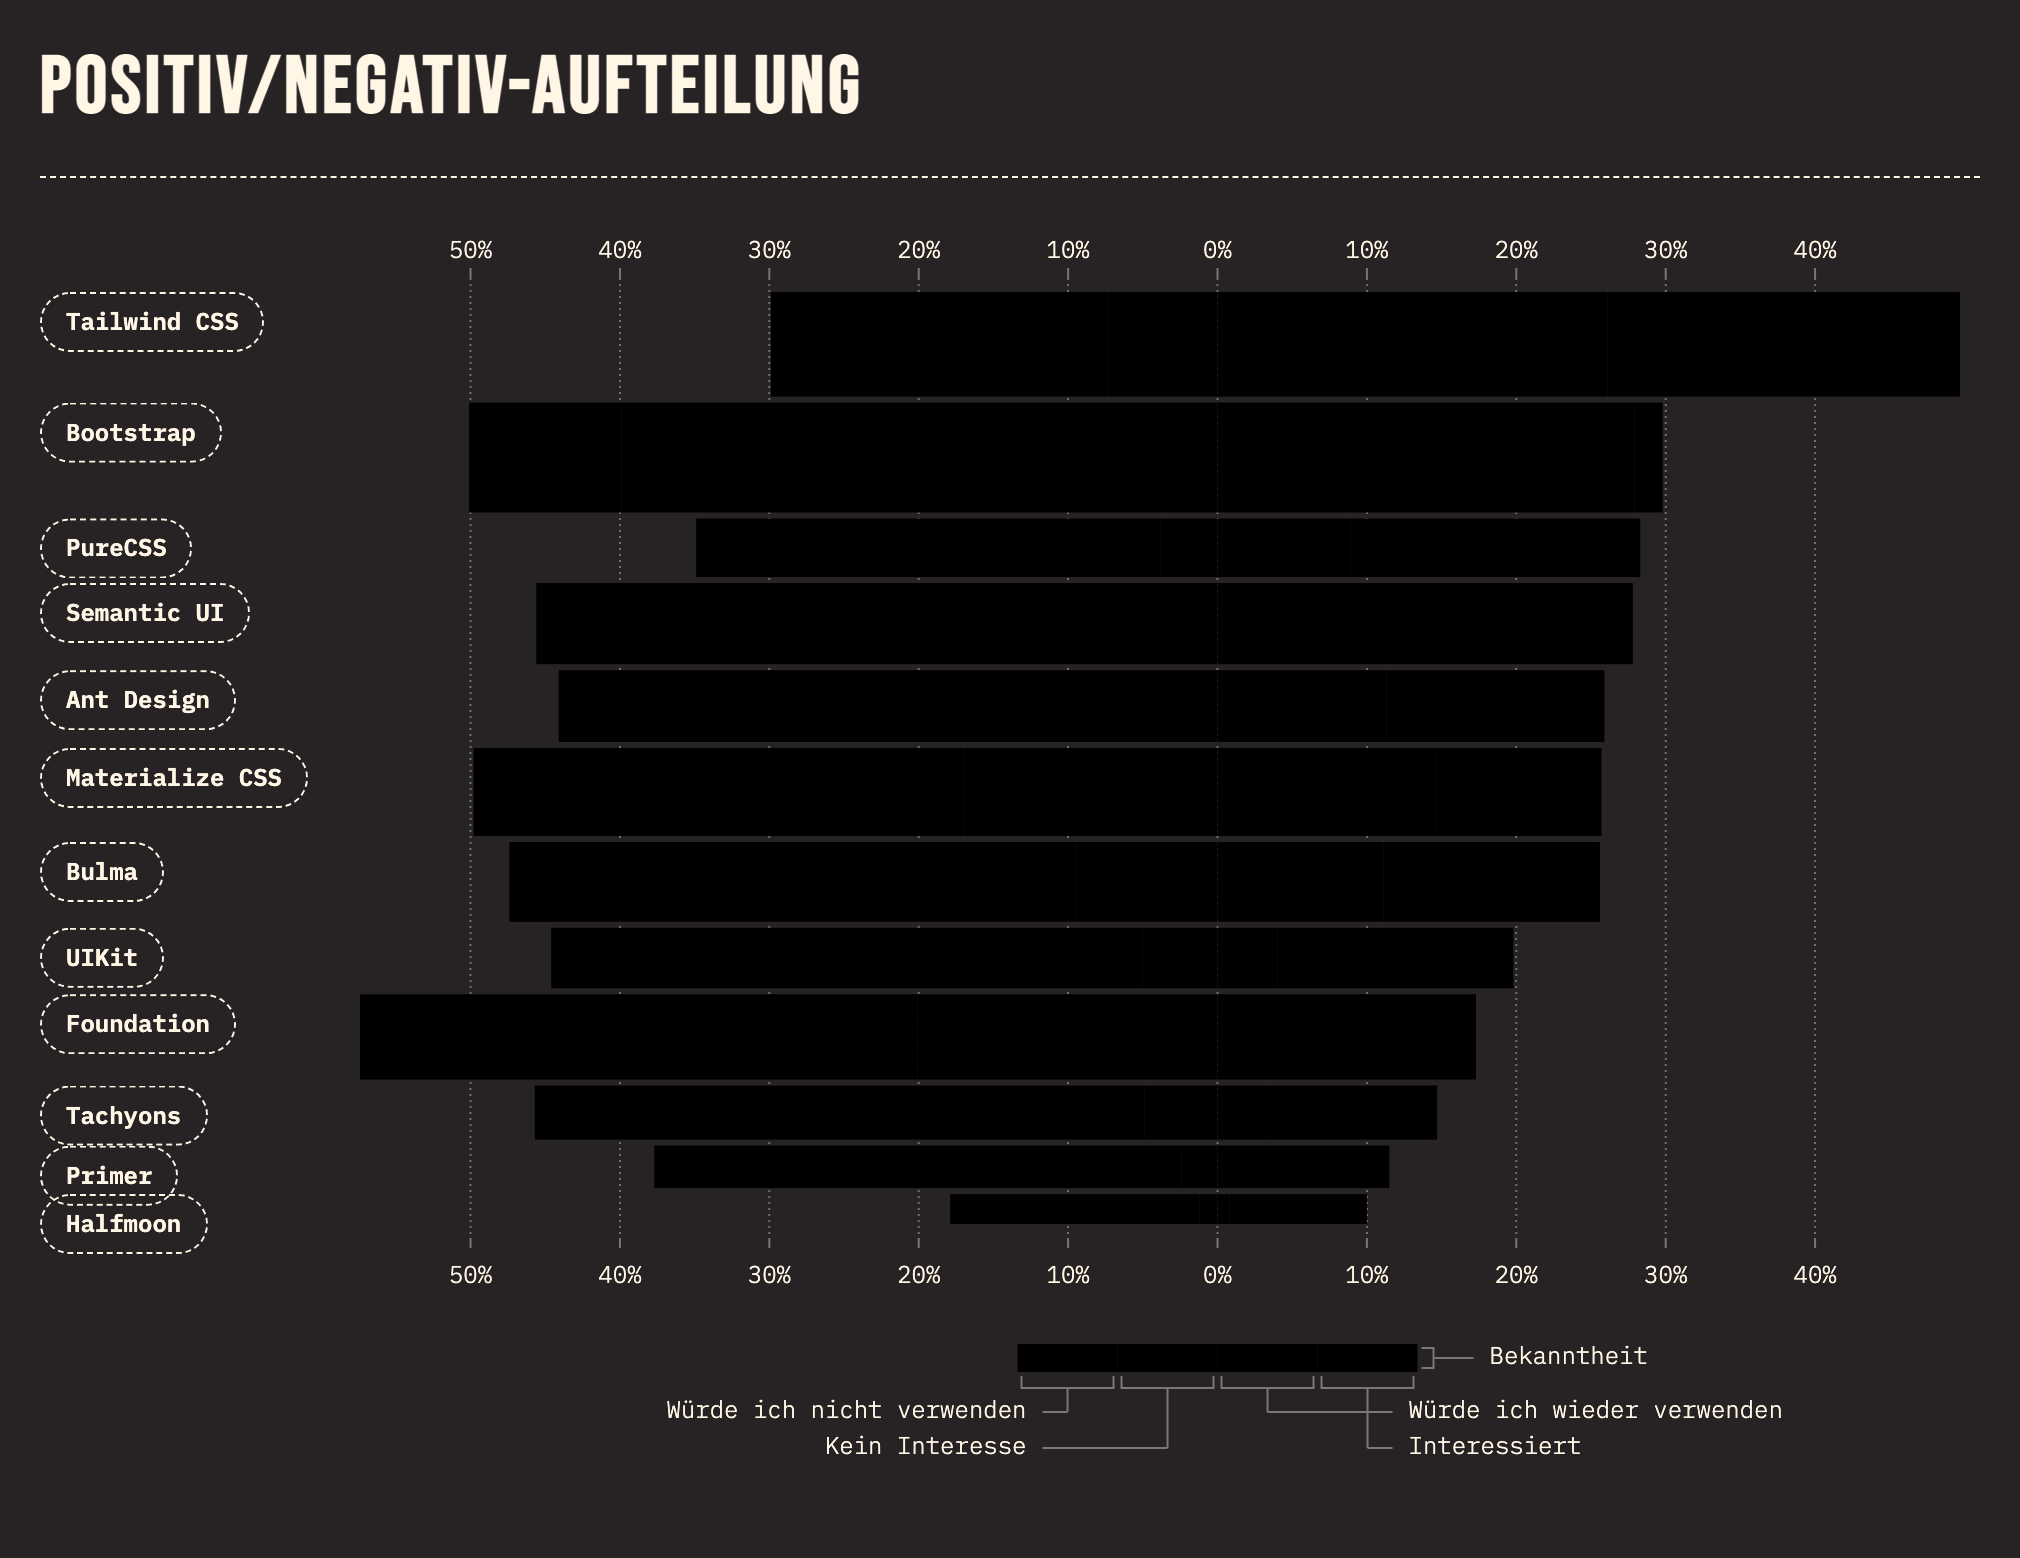 POSITIV/NEGATIV-AUFTEILUNG
50% 40% 30% 20% 10% 0% 10% 20% 30% 40%
Tailwind CSS
Bootstrap
PureCSS
Semantic UI
Ant Design
Materialize CSS
Bulma
UIKit
Foundation
Tachyons
Primer
Halfmoon
50% 40% 30% 20% 10% 0% 10% 20% 30% 40%
Bekanntheit
Würde ich nicht verwenden Würde ich wieder verwenden
Kein Interesse Interessiert